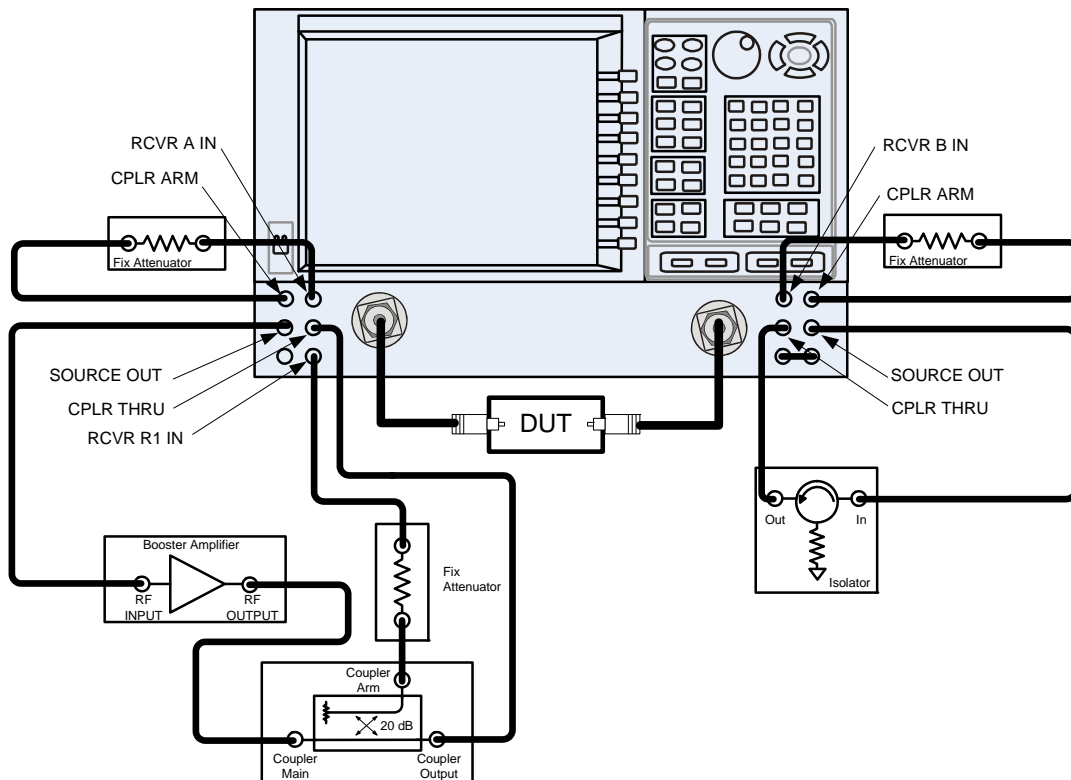 RCVR A IN
CPLR ARM
Fix Attenuator
RCVR B IN
CPLR ARM
Fix Attenuator
SOURCE OUT
CPLR THRU
RCVR R1 IN
DUT
SOURCE OUT
CPLR THRU
Out
In
Isolator
Booster Amplifier
RF
INPUT
RF
OUTPUT
Fix
Attenuator
Coupler
Arm
20 dB
Coupler
Main
Coupler
Output